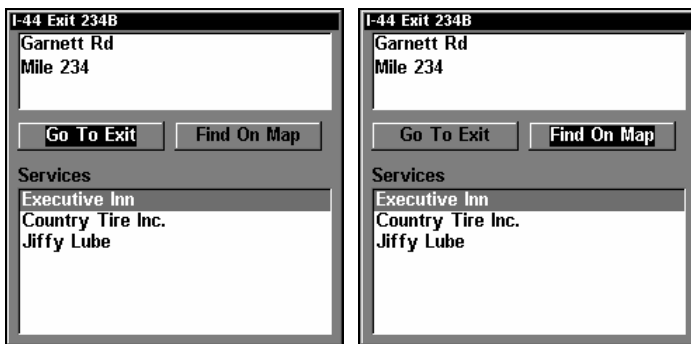 I-44 Exit 234B
Garnett Rd
Mile 234
Go To Exit
Find On Map
Services
Executive Inn
Country Tire Inc.
Jiffy Lube
I-44 Exit 234B
Garnett Rd
Mile 234
Go To Exit
Find On Map
Services
Executive Inn
Country Tire Inc.
Jiffy Lube